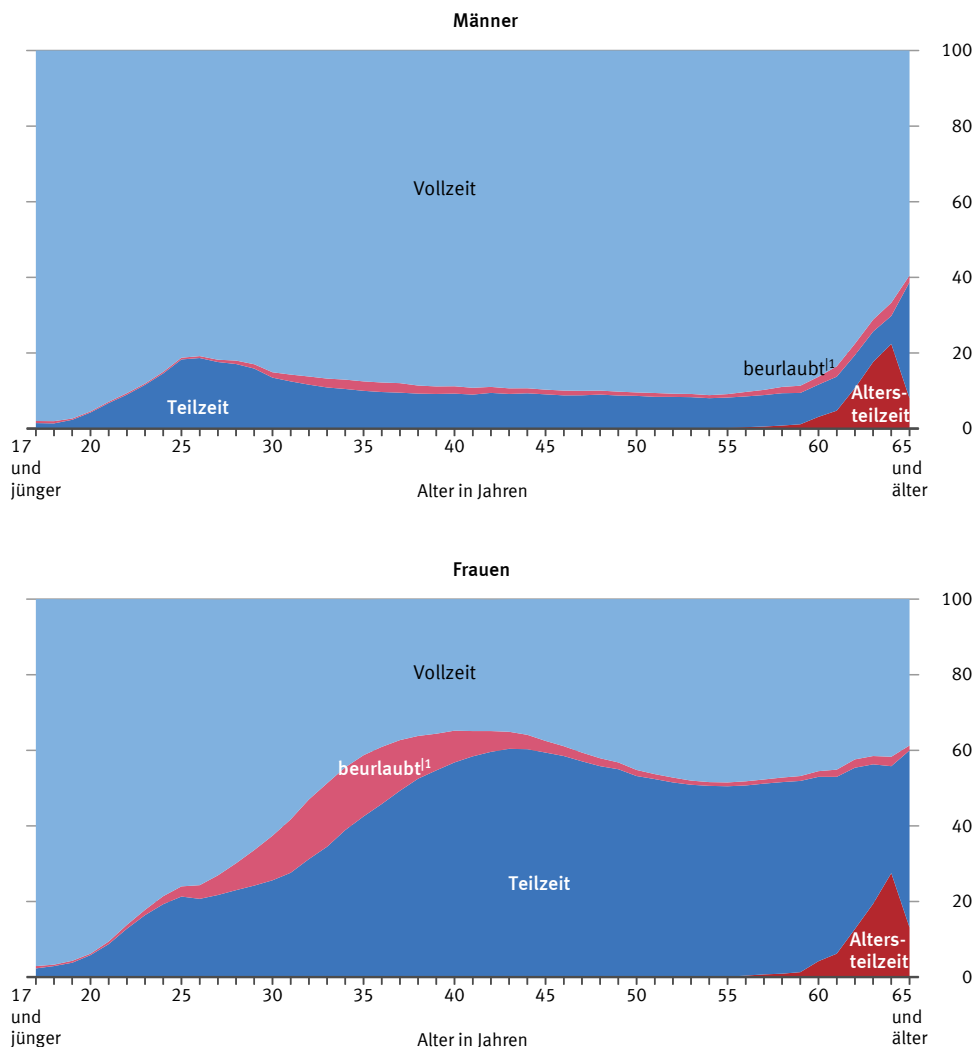 Männer
100
80
Vollzeit
60
40
beurlaubt|1
20
Teilzeit
Alters-
teilzeit
0
17 20 25 30 35 40 45 50 55 60 65
und und
jünger Alter in Jahren älter
Frauen
100
Vollzeit
80
60
beurlaubt|1
40
Teilzeit
20
Alters-
teilzeit
0
17 20 25 30 35 40 45 50 55 60 65
und und
jünger Alter in Jahren älter